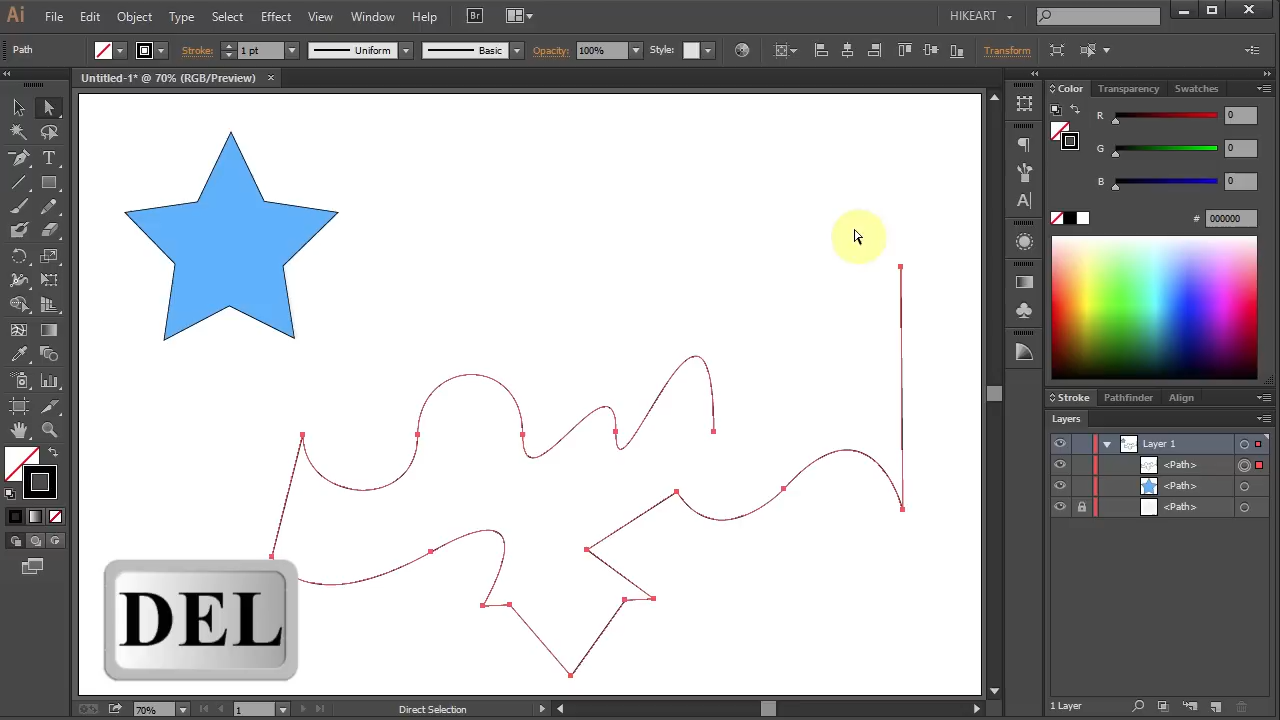 Ai File Edit Object Type Select Effect View Window Help Br HIKEART
Path Stroke: 1 pt Uniform Basic Opacity: 100% Style: Transform
Untitled-1* @ 70% (RGB/Preview) ×
Color Transparency Swatches
R 0
G 0
B 0
# 000000
Stroke Pathfinder Align
Layers
Layer 1
<Path>
<Path>
<Path>
DEL
70% 1 Direct Selection
1 Layer